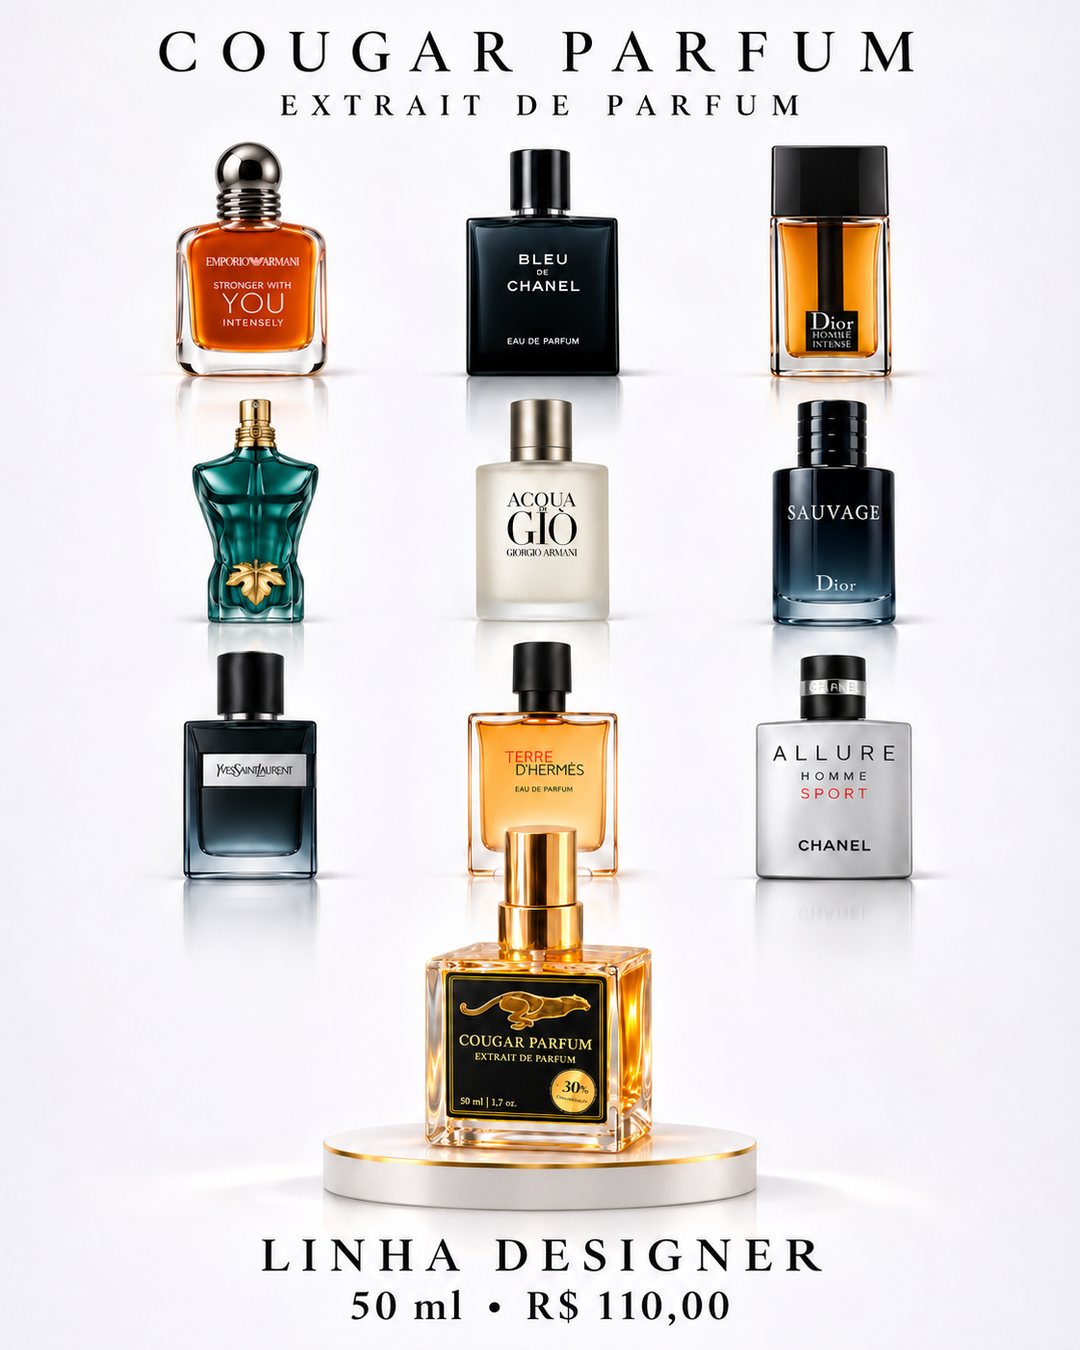 COUGAR PARFUM
EXTRAIT DE PARFUM
EMPORIO ARMANI
STRONGER WITH
YOU
INTENSELY
BLEU
DE
CHANEL
EAU DE PARFUM
Dior
HOMME
INTENSE
ACQUA
DI
GIÒ
GIORGIO ARMANI
SAUVAGE
Dior
YVESSAINTLAURENT
TERRE
D'HERMÈS
EAU DE PARFUM
CHANEL
ALLURE
HOMME
SPORT
CHANEL
COUGAR PARFUM
EXTRAIT DE PARFUM
30%
50 ml | 1,7 oz.
LINHA DESIGNER
50 ml • R$ 110,00